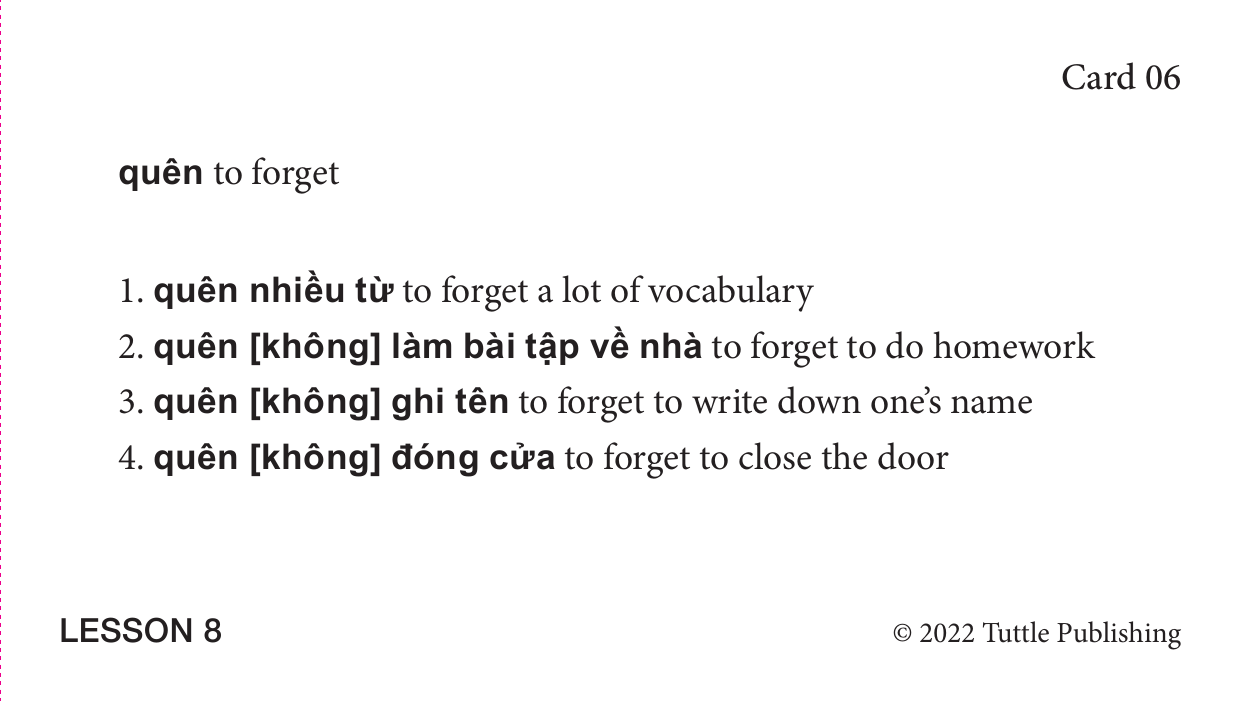 Card 06
quên to forget
1. quên nhiều từ to forget a lot of vocabulary
2. quên [không] làm bài tập về nhà to forget to do homework
3. quên [không] ghi tên to forget to write down one’s name
4. quên [không] đóng cửa to forget to close the door
LESSON 8
© 2022 Tuttle Publishing